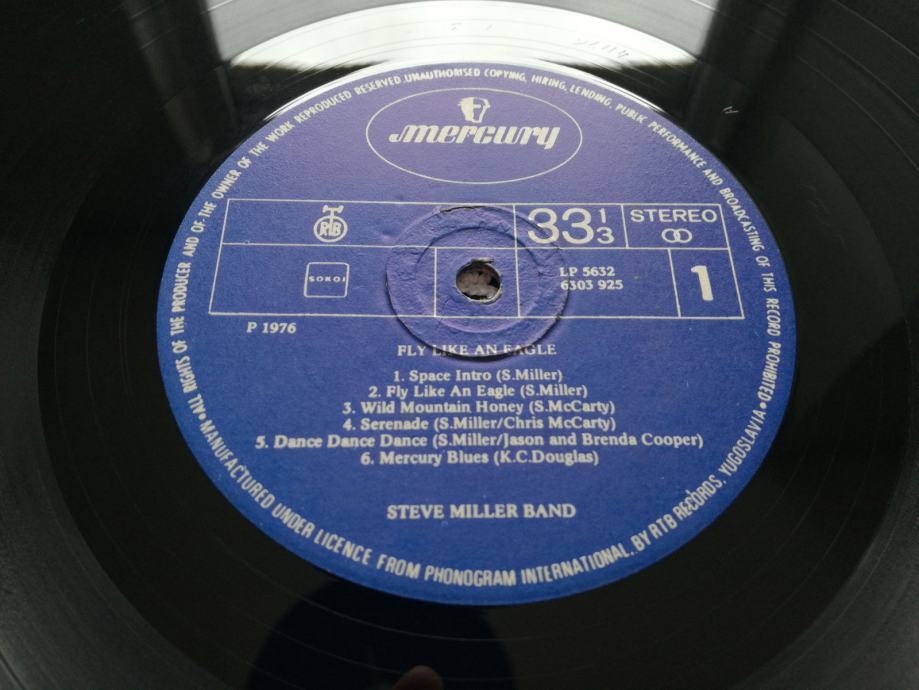 ALL RIGHTS OF THE PRODUCER AND OF THE OWNER OF THE WORK REPRODUCED RESERVED UNAUTHORISED COPYING, HIRING, LENDING, PUBLIC PERFORMANCE AND BROADCASTING OF THIS RECORD PROHIBITED•
mercury
RTB
33 1/3
STEREO
SOKOJ
LP 5632
6303 925
1
P 1976
FLY LIKE AN EAGLE
1. Space Intro (S.Miller)
2. Fly Like An Eagle (S.Miller)
3. Wild Mountain Honey (S.McCarty)
4. Serenade (S.Miller/Chris McCarty)
5. Dance Dance Dance (S.Miller/Jason and Brenda Cooper)
6. Mercury Blues (K.C.Douglas)
STEVE MILLER BAND
•MANUFACTURED UNDER LICENCE FROM PHONOGRAM INTERNATIONAL, BY RTB RECORDS, YUGOSLAVIA•